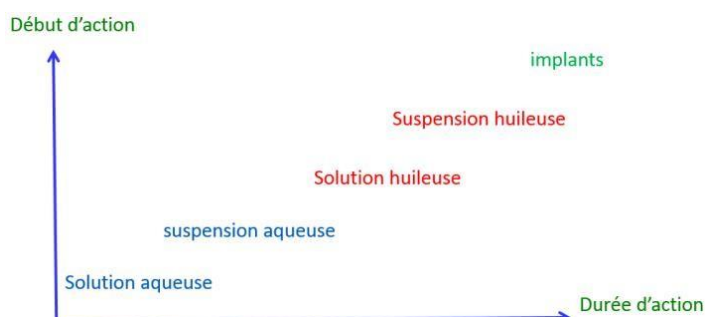 Début d’action
implants
Suspension huileuse
Solution huileuse
suspension aqueuse
Solution aqueuse
Durée d’action